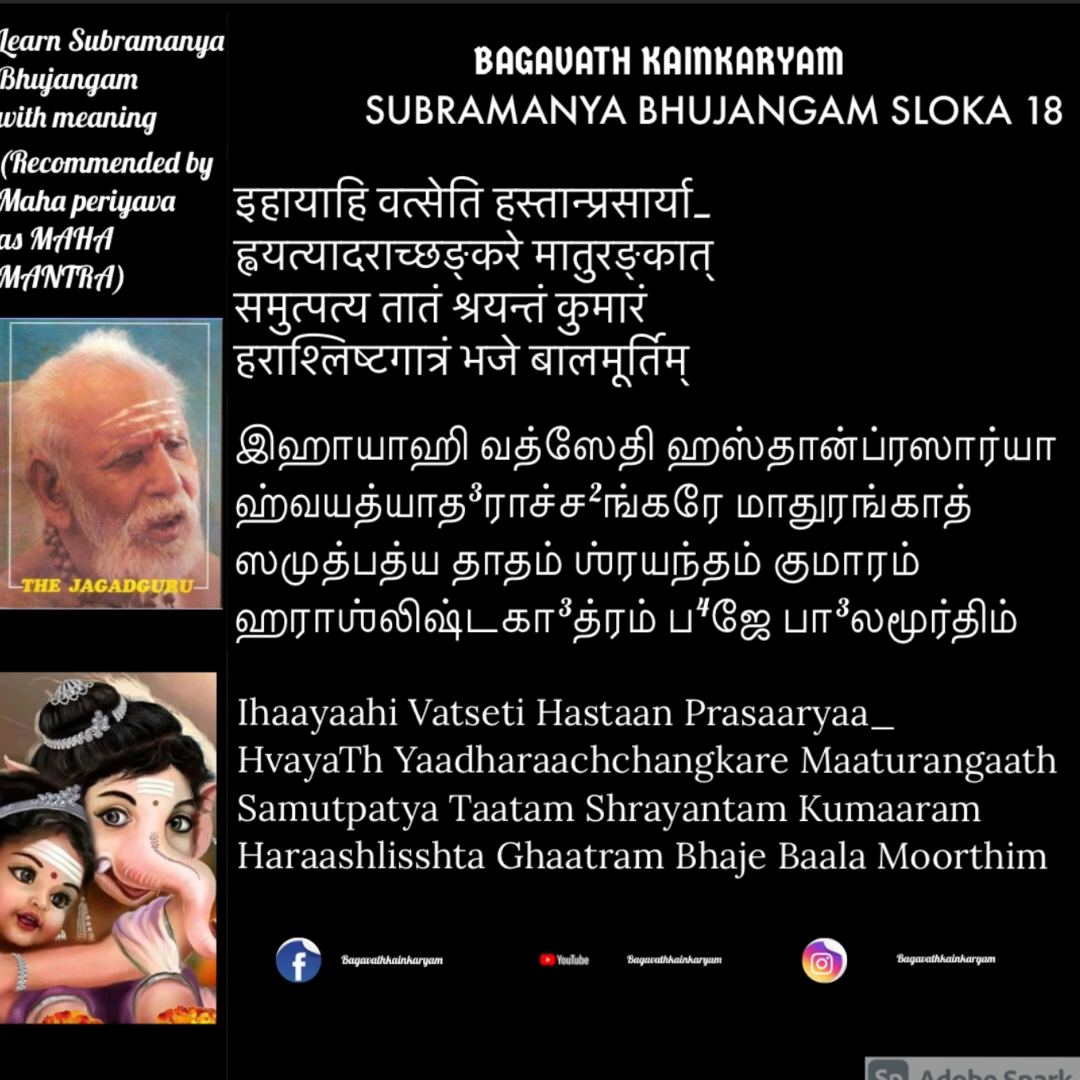 Learn Subramanya
Bhujangam
with meaning
(Recommended by
Maha periyava
as MAHA
MANTRA)
THE JAGADGURU
BAGAVATH KAINKARYAM
SUBRAMANYA BHUJANGAM SLOKA 18
इहायाहि वत्सेति हस्तान्प्रसार्या_
ह्वयत्यादराच्छङ्करे मातुरङ्कात्
समुत्पत्य तातं श्रयन्तं कुमारं
हराश्लिष्टगात्रं भजे बालमूर्तिम्
இஹாயாஹி வத்ஸேதி ஹஸ்தான்ப்ரஸார்யா
ஹ்வயத்யாத³ராச்ச²ங்கரே மாதுரங்காத்
ஸமுத்பத்ய தாதம் ஶ்ரயந்தம் குமாரம்
ஹராஶ்லிஷ்டகா³த்ரம் ப⁴ஜே பா³லமூர்திம்
Ihaayaahi Vatseti Hastaan Prasaaryaa_
HvayaTh Yaadharaachchangkare Maaturangaath
Samutpatya Taatam Shrayantam Kumaaram
Haraashlisshta Ghaatram Bhaje Baala Moorthim
Bagavathkainkaryam
YouTube Bagavathkainkaryam
Bagavathkainkaryam
Sp Adobe Spark